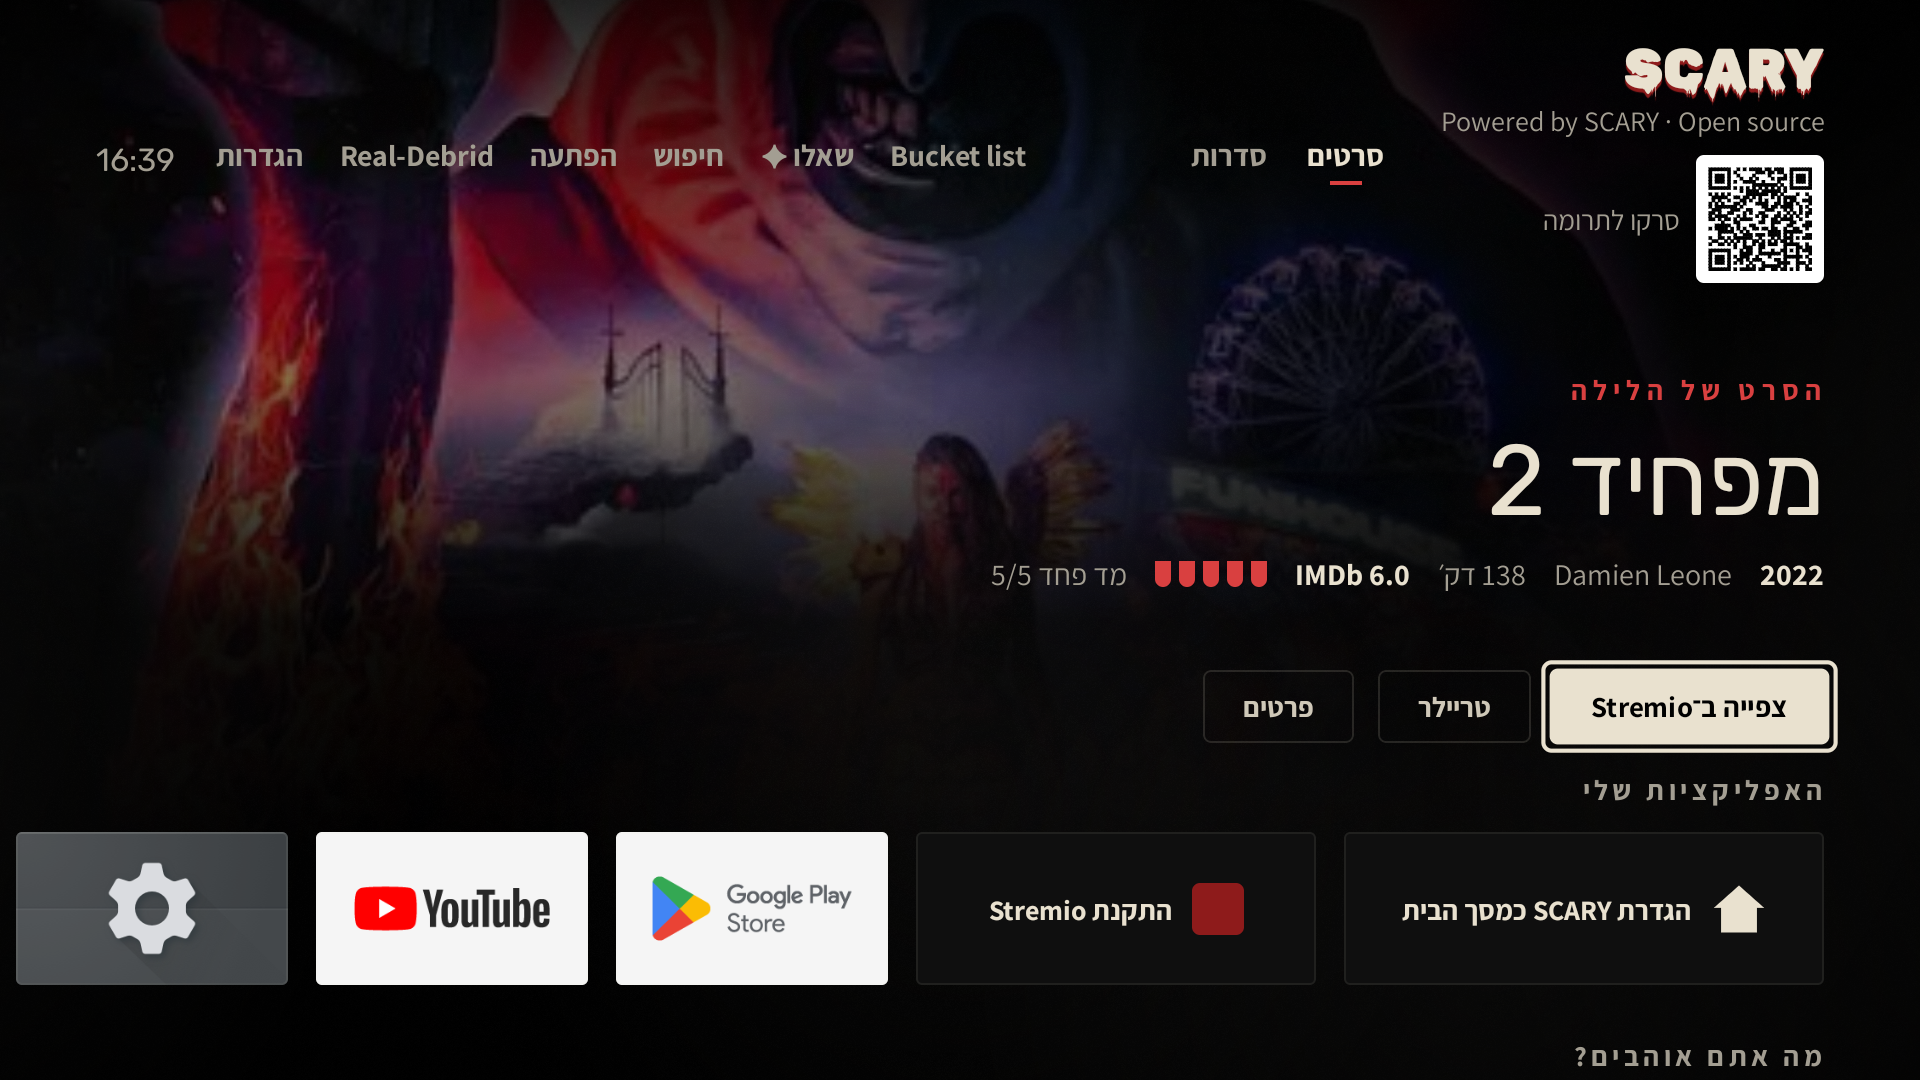 SCARY
Powered by SCARY · Open source
סרטים
סדרות
Bucket list
שאלו
חיפוש
הפתעה
Real-Debrid
הגדרות
16:39
סרקו לתרומה
הסרט של הלילה
מפחיד 2
2022 Damien Leone 138 דק׳ IMDb 6.0 מד פחד 5/5
FUNHOUSE
צפייה ב־Stremio
טריילר
פרטים
האפליקציות שלי
הגדרת SCARY כמסך הבית
התקנת Stremio
Google Play
Store
YouTube
מה אתם אוהבים?